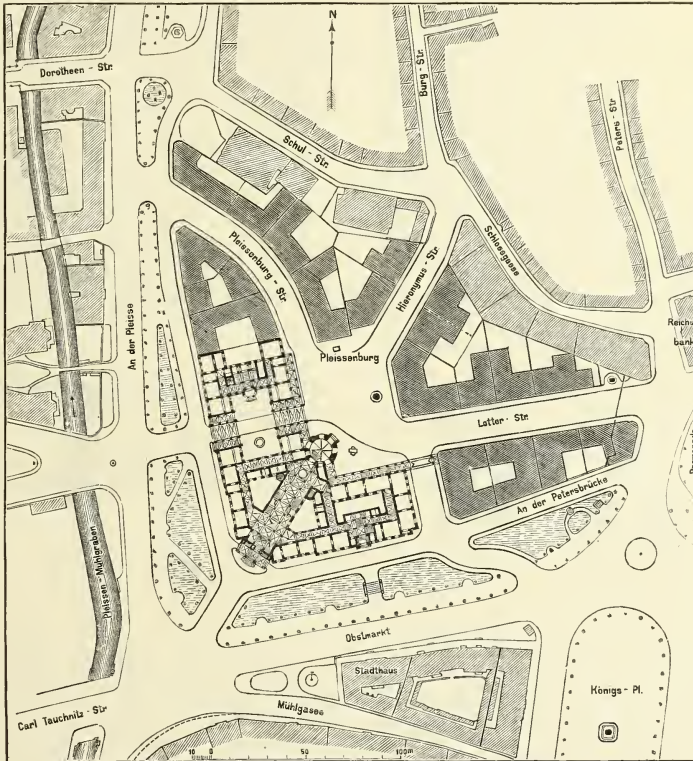 N
Dorotheen - Str.
Burg - Str.
Peters - Str
Schul - Str.
Pleissenburg - Str.
Hieronymus - Str.
Schlossgasse
An der Pleisse
Pleissenburg
Reichs
bank
Lotter - Str.
An der Petersbrücke
Pleissen - Mühlgraben
Obstmarkt
Stadthaus
Königs - Pl.
Mühlgasse
Carl Tauchnitz - Str
10 0 50 100m